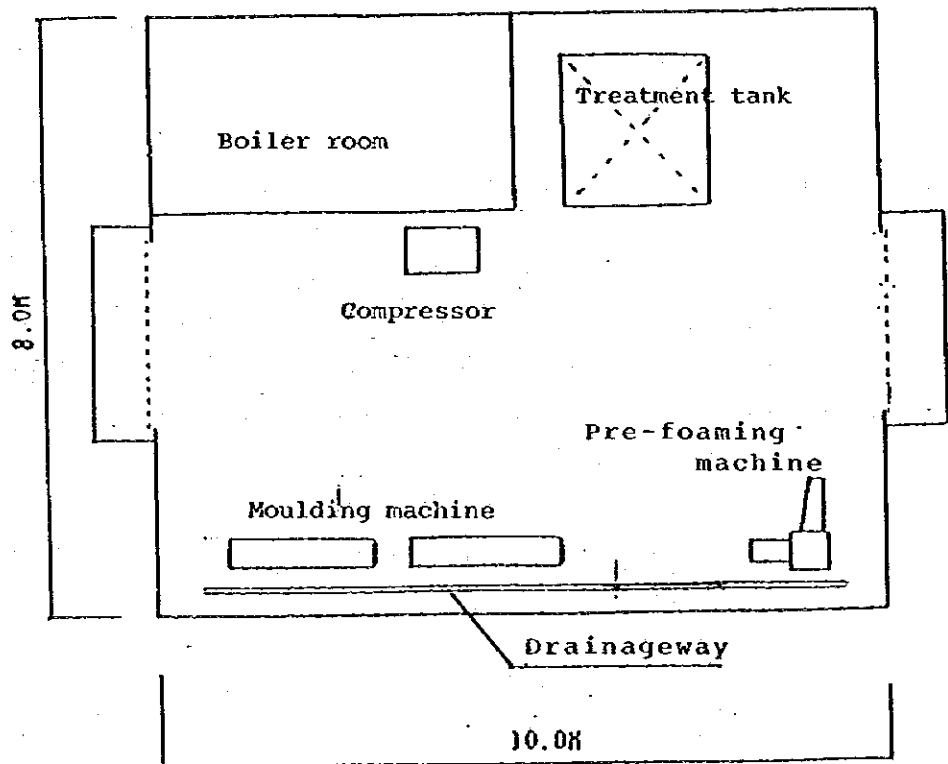 Treatment tank
Boiler room
8.0M
Compressor
Pre-foaming
machine
Moulding machine
Drainageway
10.0M